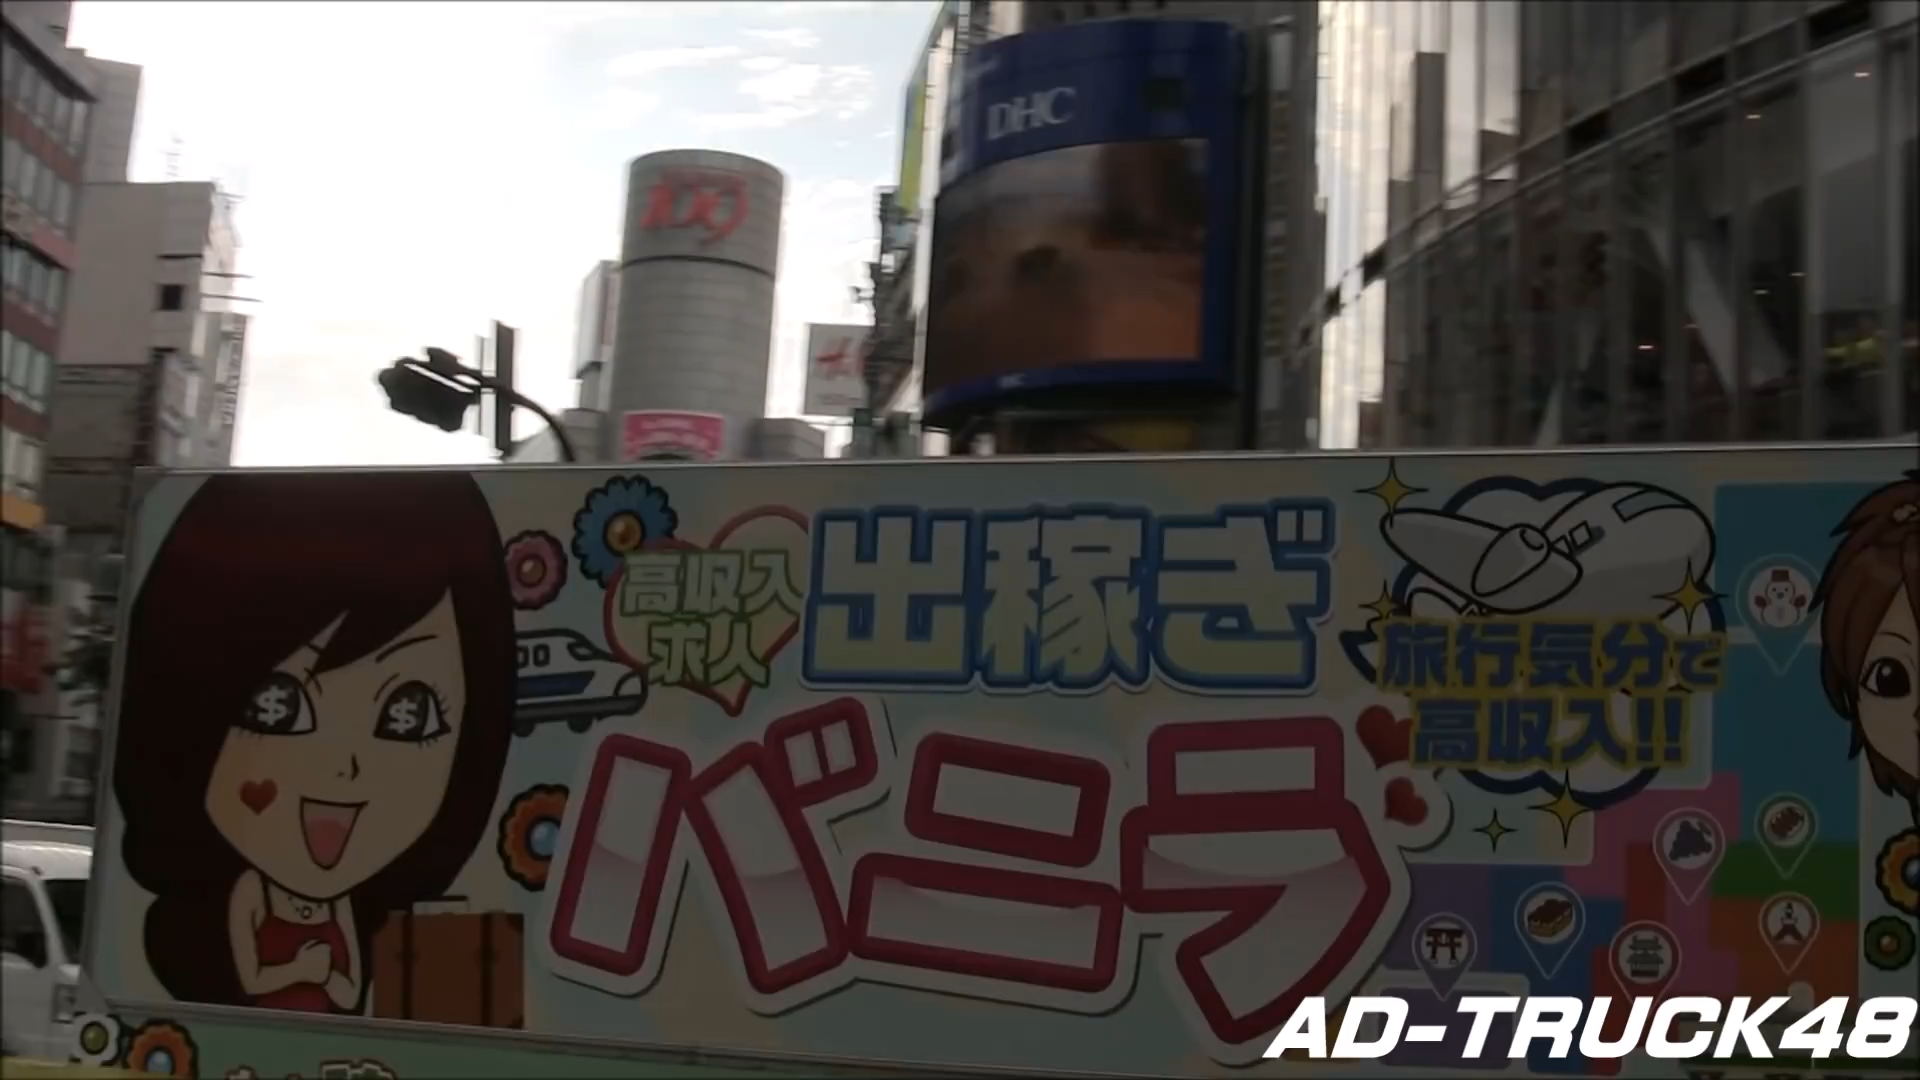 DHC
109
H&M
高収入
求人
出稼ぎ
旅行気分で
高収入!!
バニラ
$ $
AD-TRUCK48